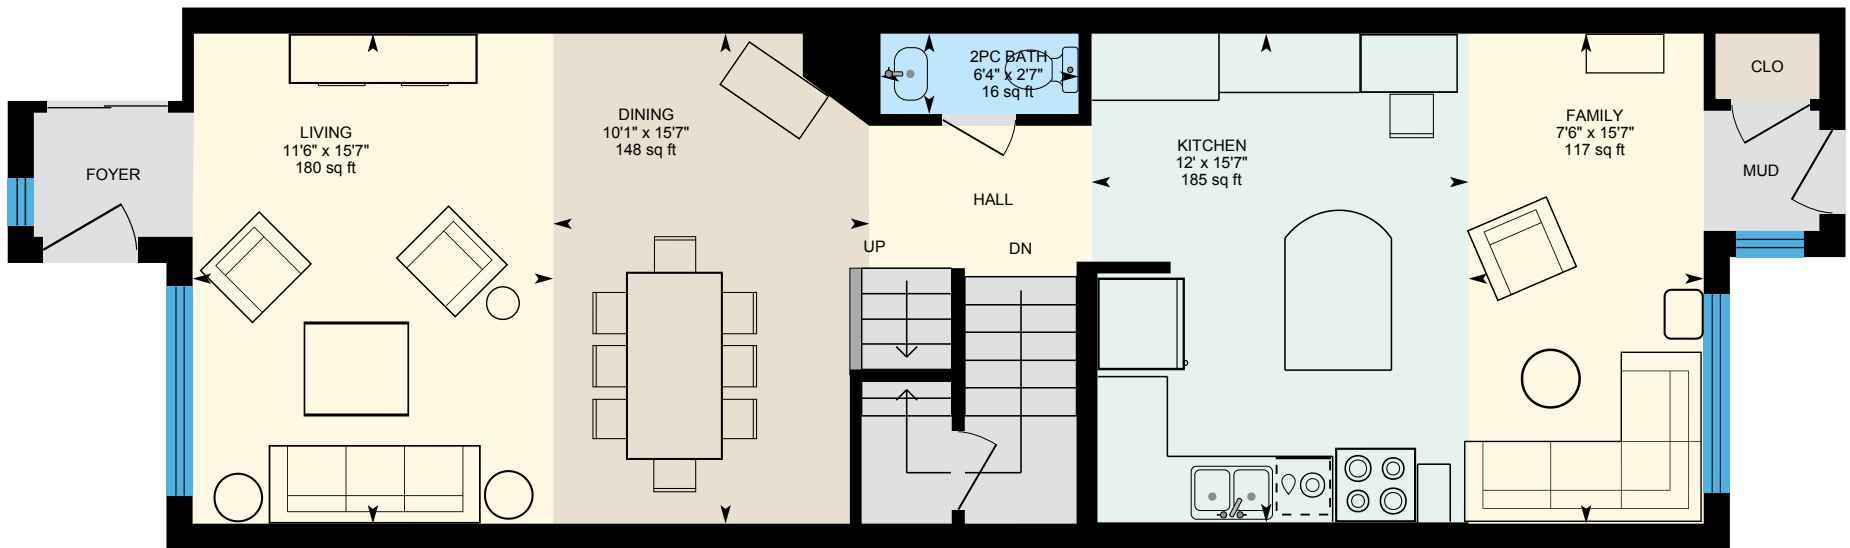 FOYER
LIVING
11'6" x 15'7"
180 sq ft
DINING
10'1" x 15'7"
148 sq ft
2PC BATH
6'4" x 2'7"
16 sq ft
HALL
UP
DN
KITCHEN
12' x 15'7"
185 sq ft
FAMILY
7'6" x 15'7"
117 sq ft
CLO
MUD